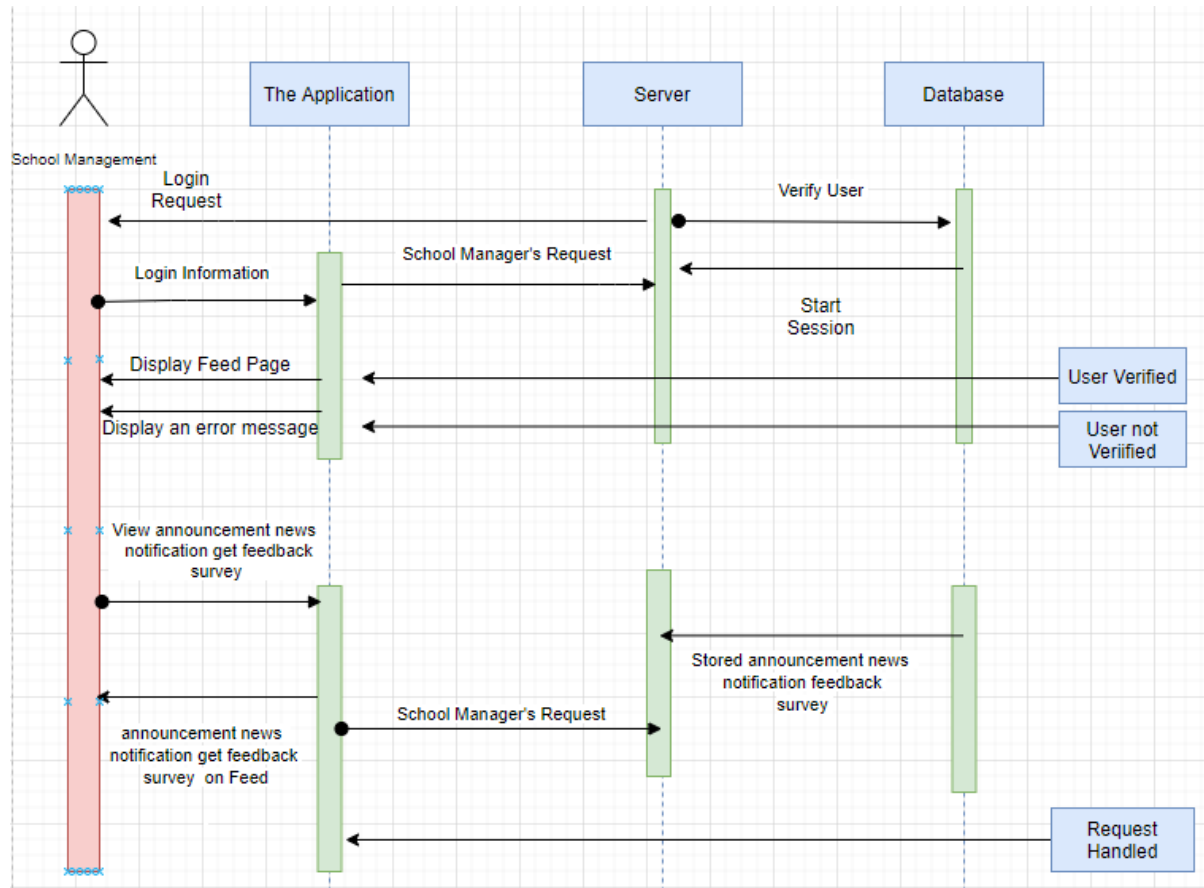 The Application
Server
Database
School Management
Login
Request
Verify User
School Manager's Request
Login Information
Start
Session
Display Feed Page
User Verified
Display an error message
User not
Veriified
View announcement news
notification get feedback
survey
Stored announcement news
notification feedback
survey
School Manager's Request
announcement news
notification get feedback
survey on Feed
Request
Handled